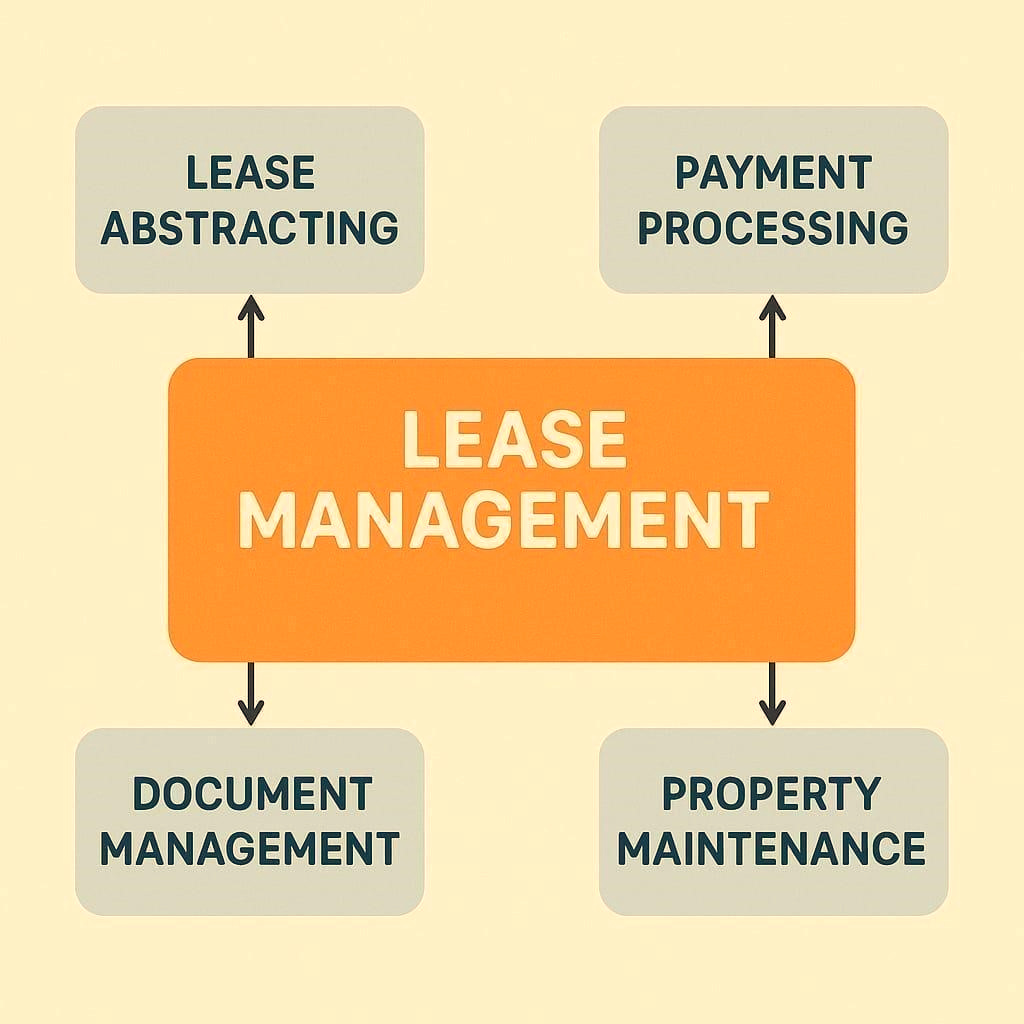 LEASE
ABSTRACTING
PAYMENT
PROCESSING
LEASE
MANAGEMENT
DOCUMENT
MANAGEMENT
PROPERTY
MAINTENANCE